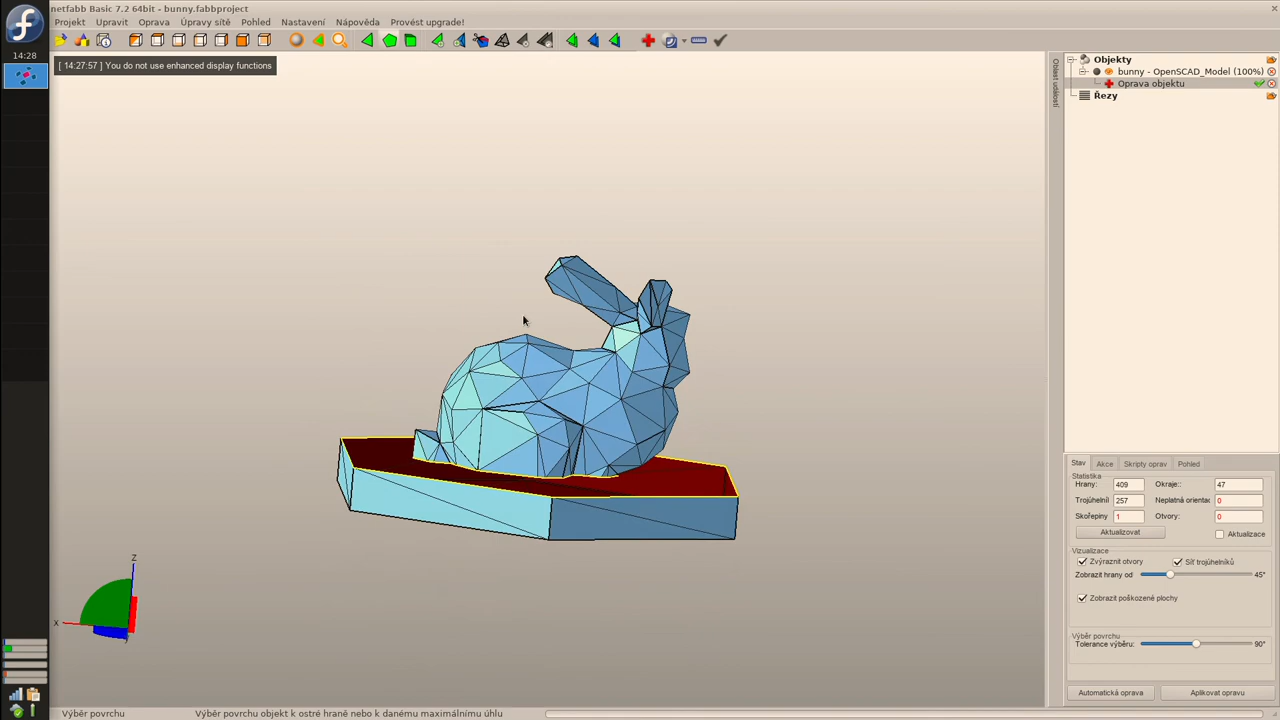 netfabb Basic 7.2 64bit - bunny.fabbproject
Projekt Upravit Oprava Úpravy sítě Pohled Nastavení Nápověda Provést upgrade!
14:28
[ 14:27:57 ] You do not use enhanced display functions
Oblast událostí
Objekty
bunny - OpenSCAD_Model (100%)
Oprava objektu
Řezy
Stav Akce Skripty oprav Pohled
Statistika
Hrany: 409 Okraje:: 47
Trojúhelníl 257 Neplatná orientac 0
Skořepiny 1 Otvory: 0
Aktualizovat Aktualizace
Vizualizace
Zvýraznit otvory Síť trojúhelníků
Zobrazit hrany od 45°
Zobrazit poškozené plochy
Výběr povrchu
Tolerance výběru: 90°
Automatická oprava Aplikovat opravu
Z
X
Výběr povrchu Výběr povrchu objekt k ostré hraně nebo k danému maximálnímu úhlu